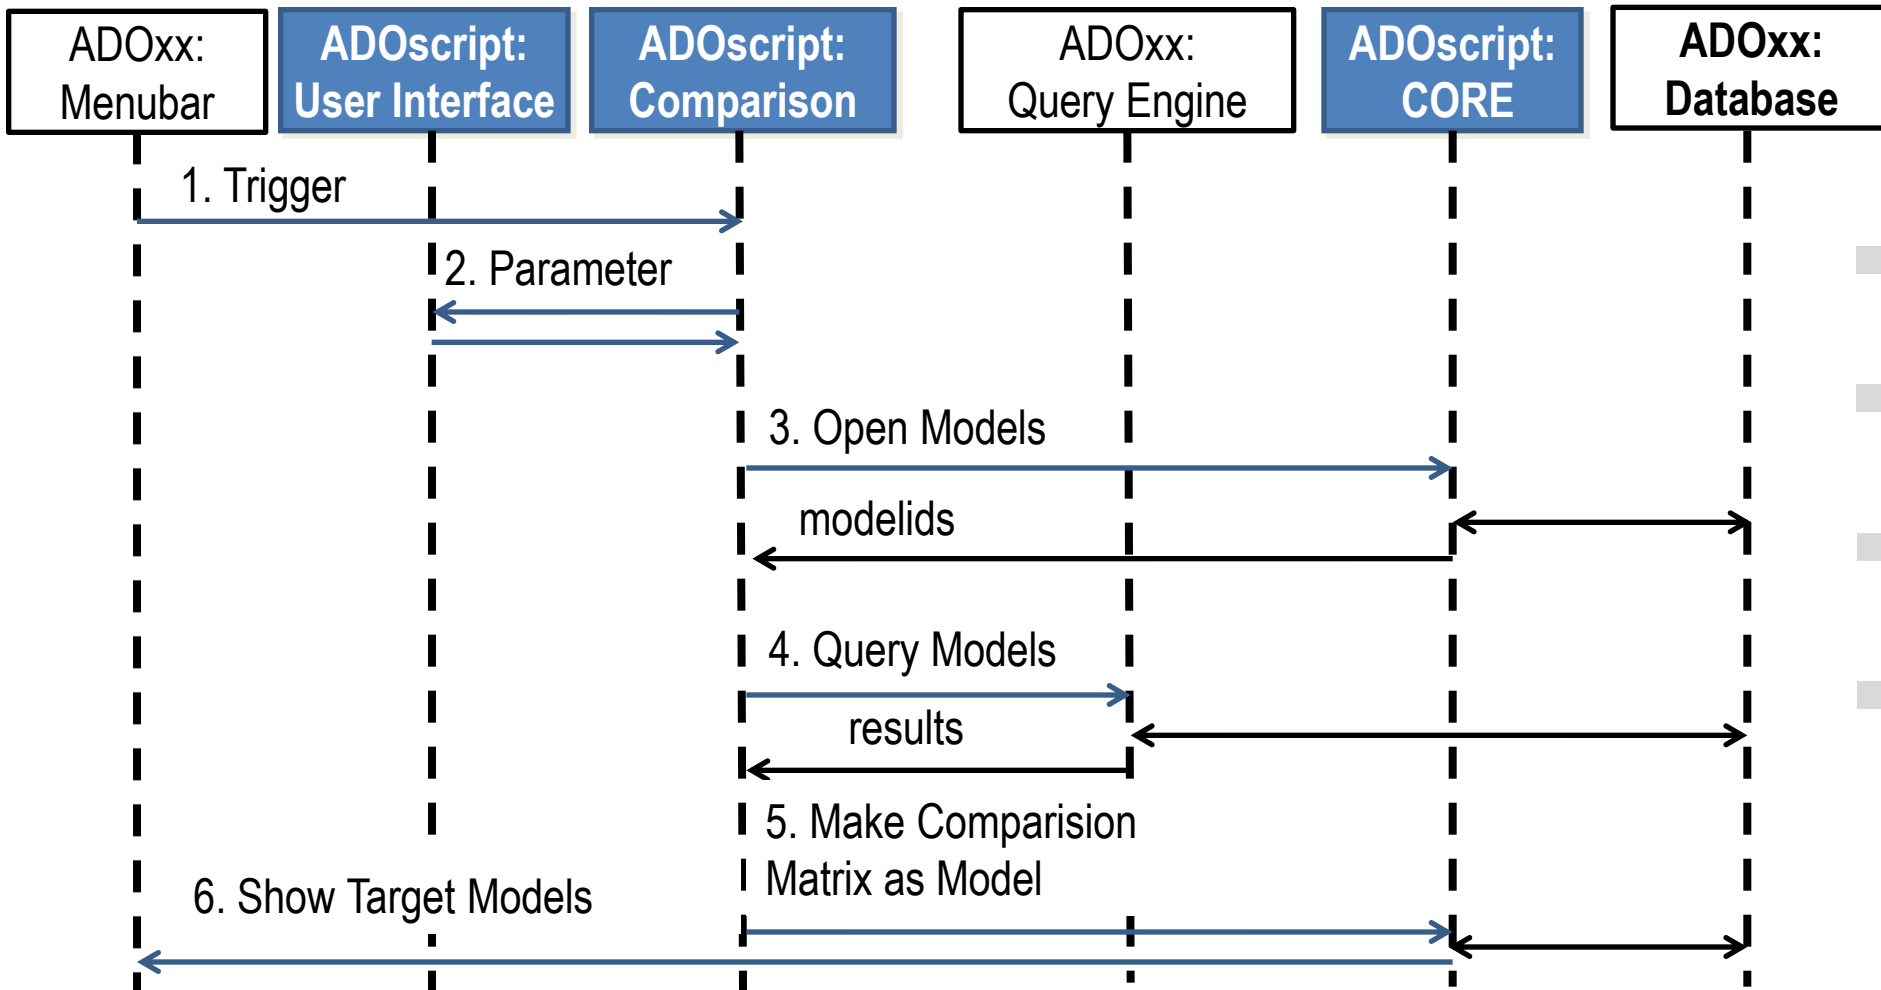 ADOxx:
Menubar
ADOscript:
User Interface
ADOscript:
Comparison
ADOxx:
Query Engine
ADOscript:
CORE
ADOxx:
Database
1. Trigger
2. Parameter
3. Open Models
modelids
4. Query Models
results
5. Make Comparision
Matrix as Model
6. Show Target Models